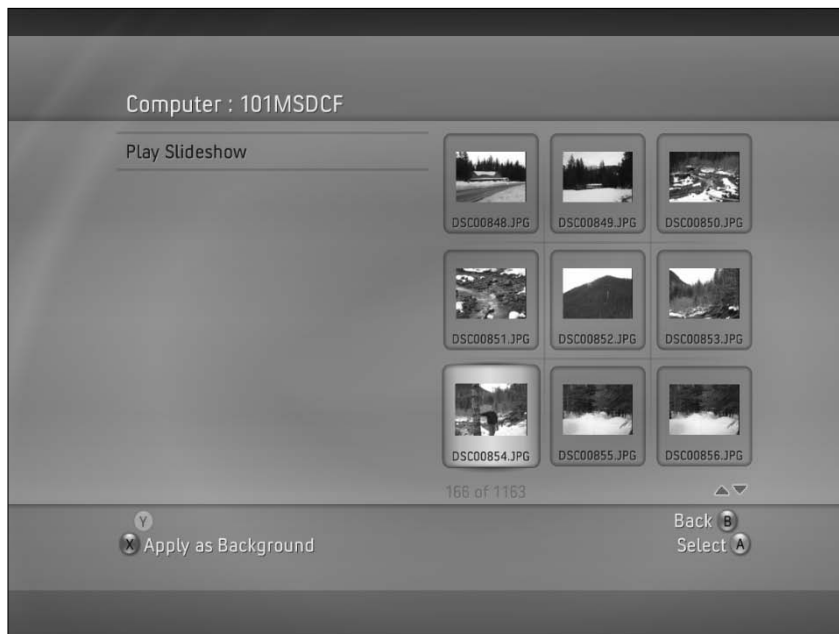 Computer : 101MSDCF
Play Slideshow
DSC00848.JPG DSC00849.JPG DSC00850.JPG
DSC00851.JPG DSC00852.JPG DSC00853.JPG
DSC00854.JPG DSC00855.JPG DSC00856.JPG
166 of 1163
Y
Back B
X Apply as Background
Select A